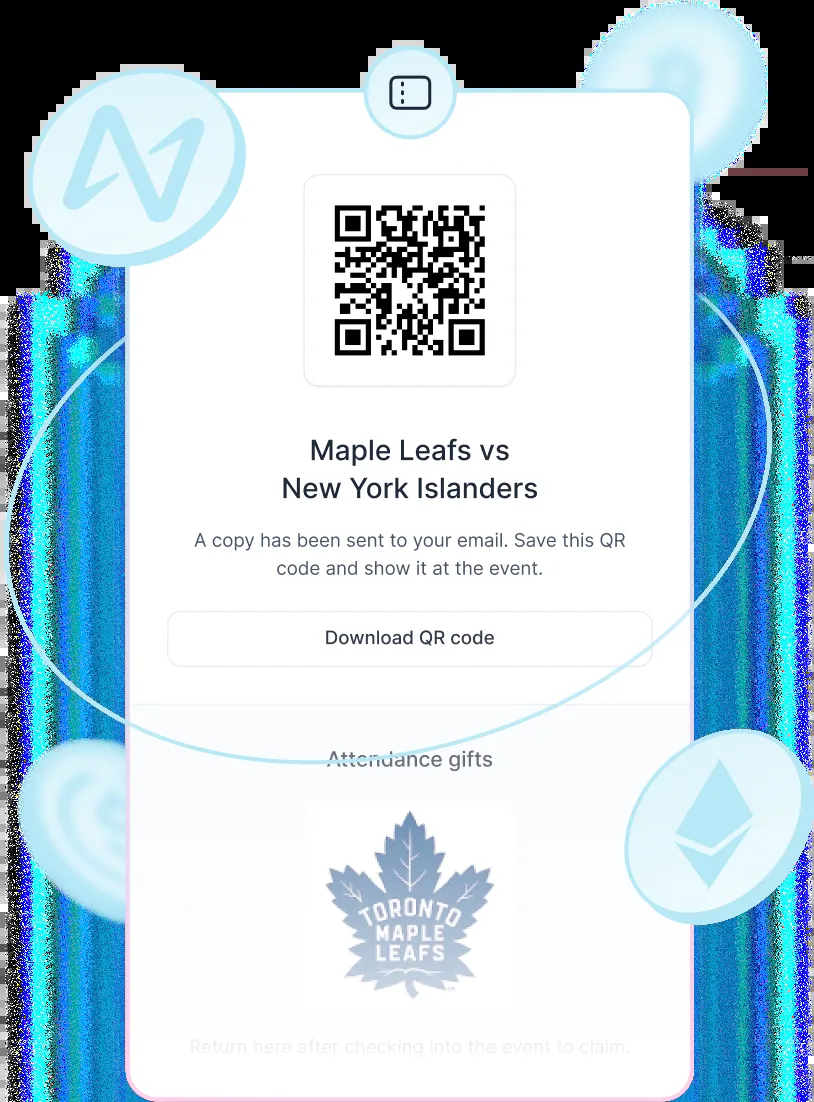 Maple Leafs vs
New York Islanders
A copy has been sent to your email. Save this QR
code and show it at the event.
Download QR code
Attendance gifts
TORONTO
MAPLE
LEAFS
TM
Return here after checking into the event to claim.